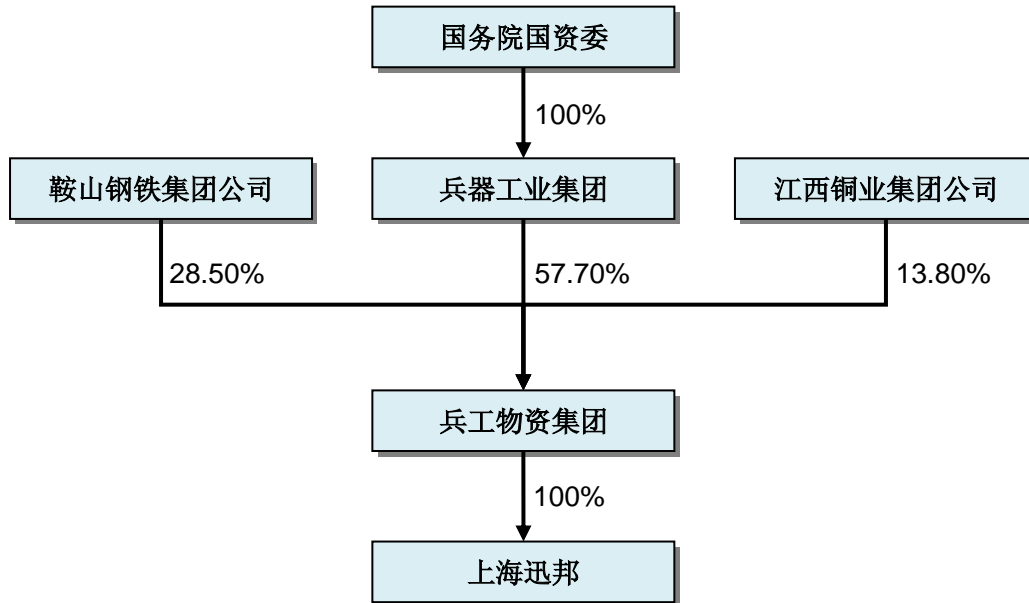 国务院国资委
100%
鞍山钢铁集团公司
兵器工业集团
江西铜业集团公司
28.50%
57.70%
13.80%
兵工物资集团
100%
上海迅邦